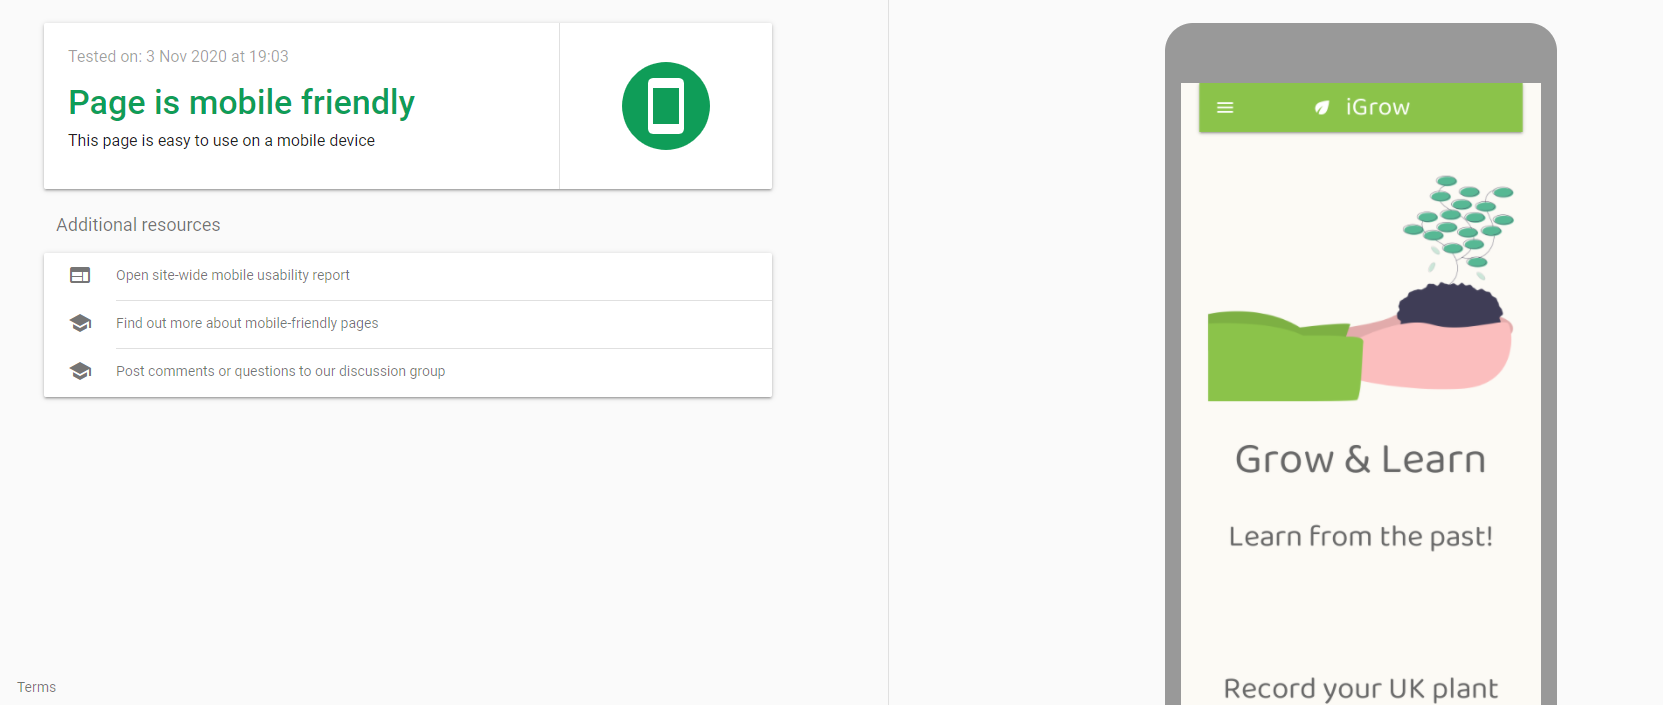 Tested on: 3 Nov 2020 at 19:03
Page is mobile friendly
This page is easy to use on a mobile device
Additional resources
Open site-wide mobile usability report
Find out more about mobile-friendly pages
Post comments or questions to our discussion group
Terms
iGrow
Grow & Learn
Learn from the past!
Record your UK plant